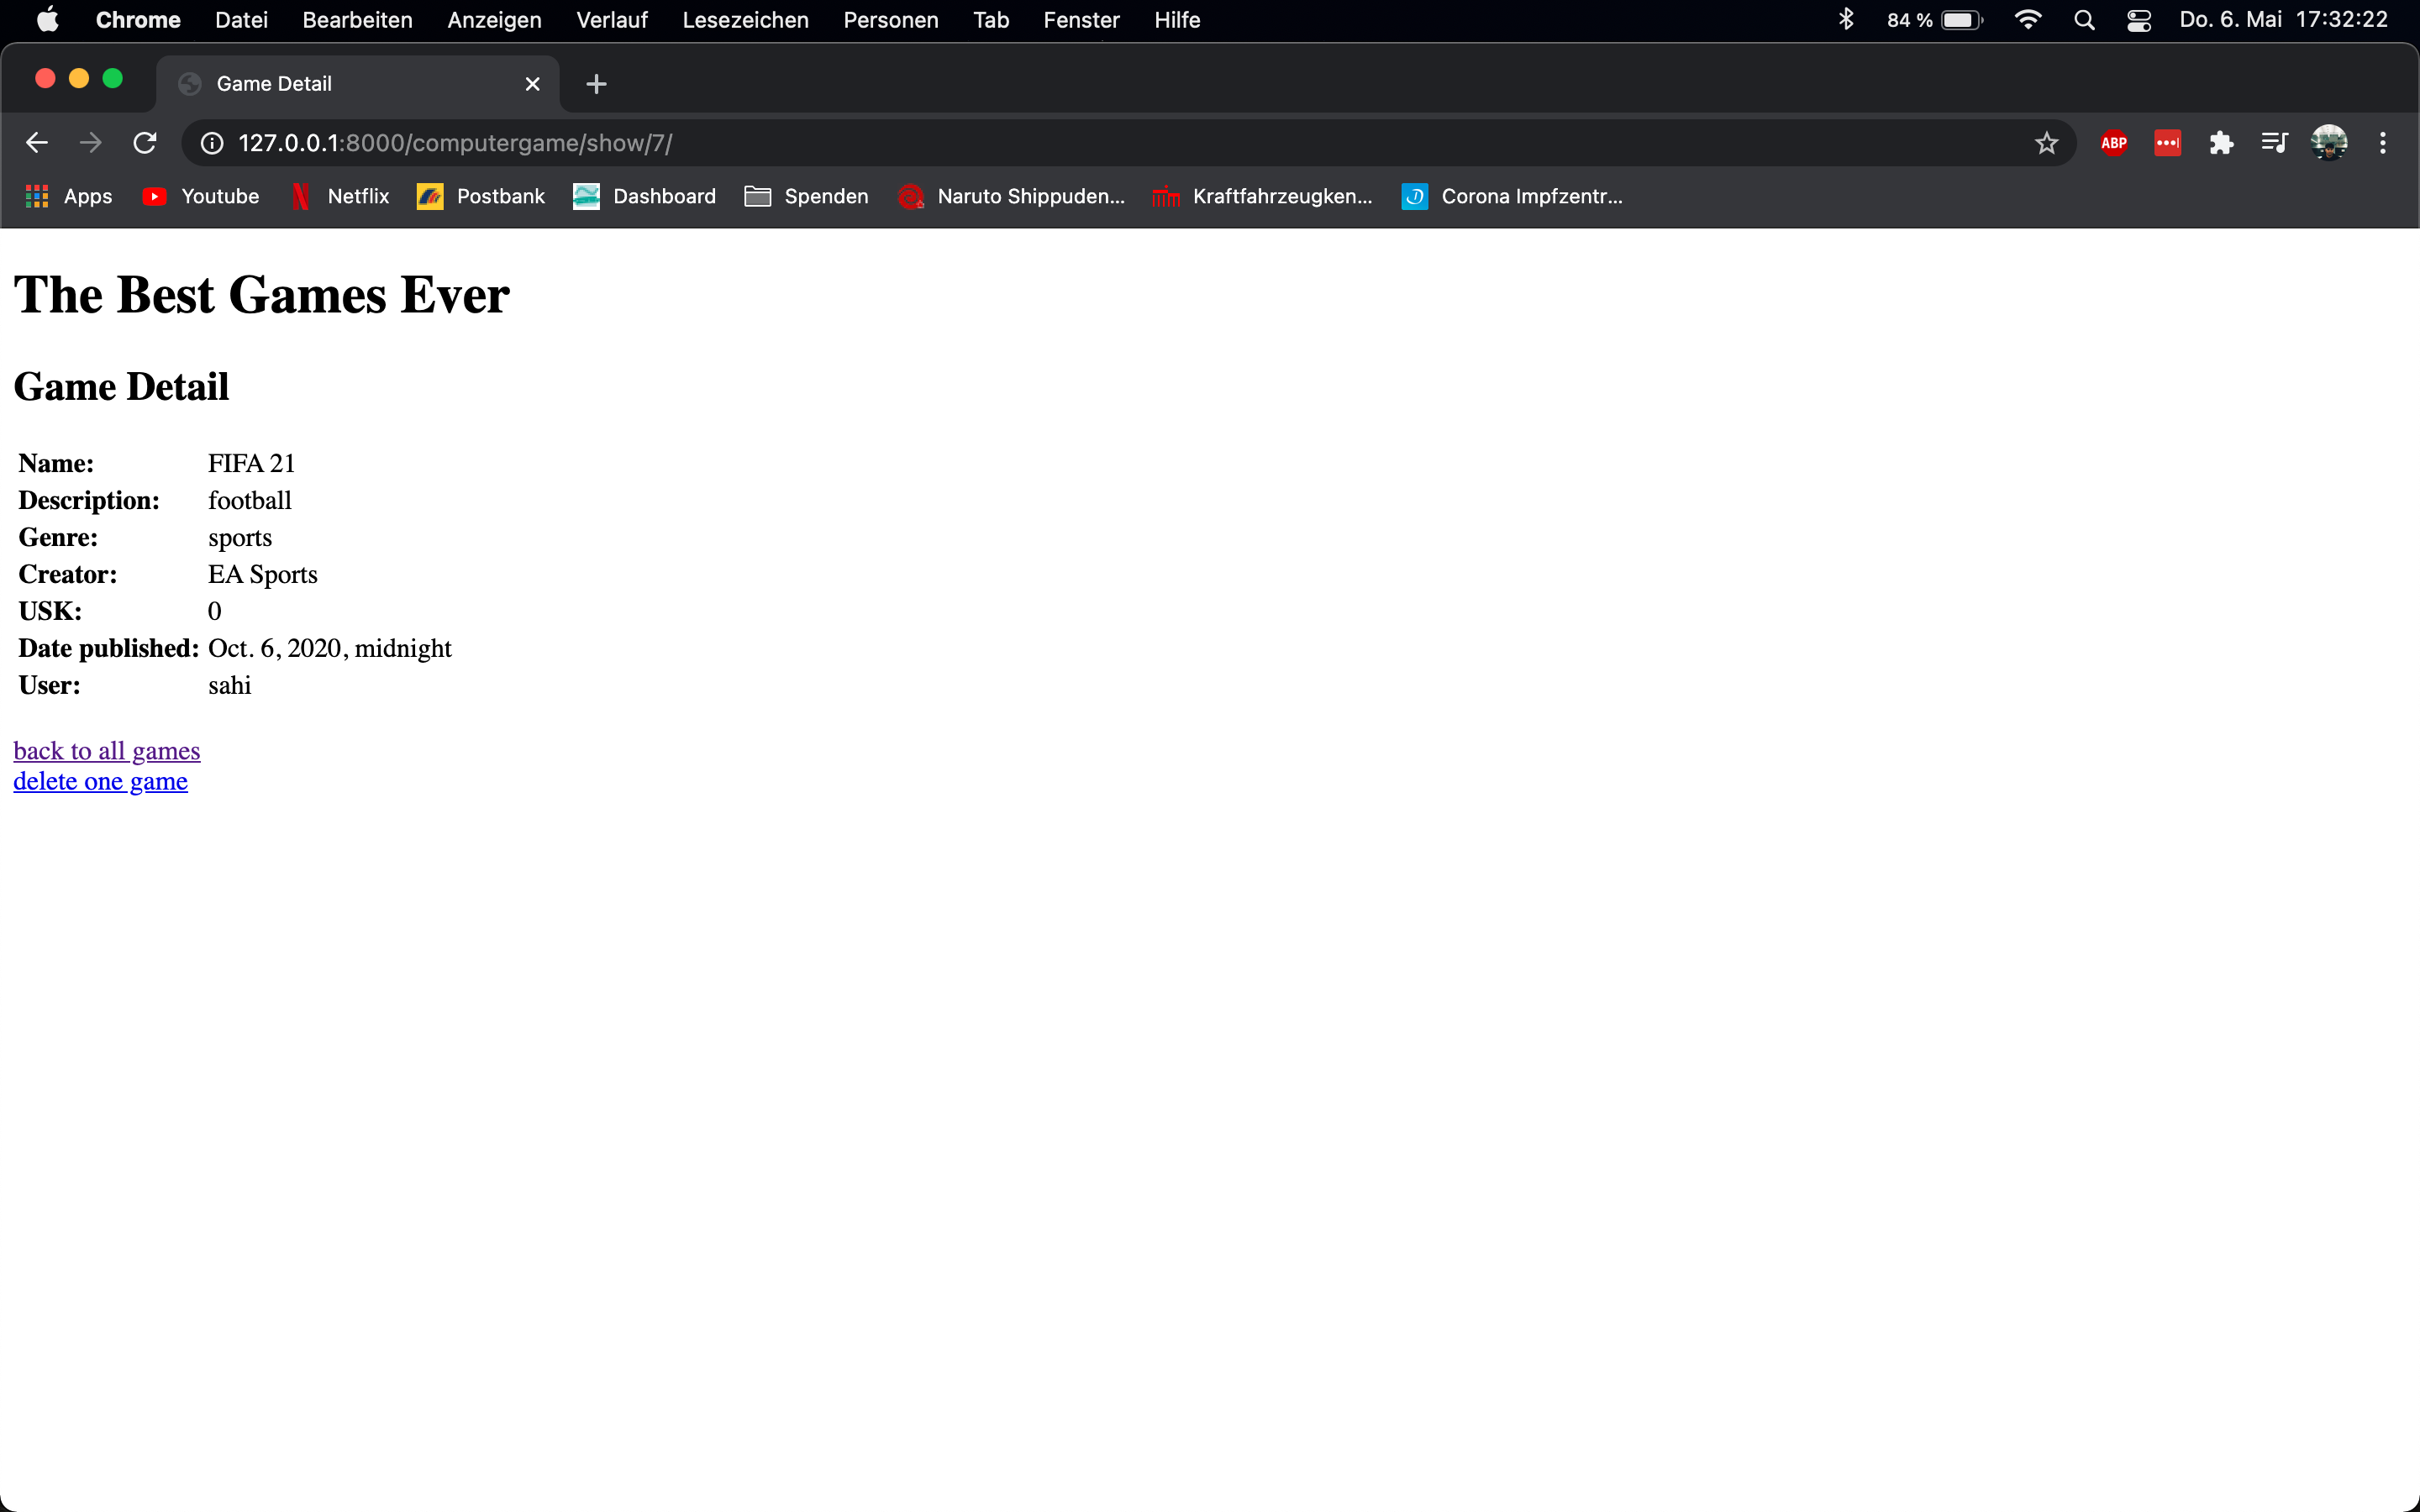 Chrome Datei Bearbeiten Anzeigen Verlauf Lesezeichen Personen Tab Fenster Hilfe 84 % Do. 6. Mai 17:32:22
Game Detail
127.0.0.1:8000/computergame/show/7/ ABP
Apps Youtube Netflix Postbank Dashboard Spenden Naruto Shippuden... Kraftfahrzeugken... Corona Impfzentr...
The Best Games Ever
Game Detail
Name: FIFA 21
Description: football
Genre: sports
Creator: EA Sports
USK: 0
Date published: Oct. 6, 2020, midnight
User: sahi
back to all games
delete one game